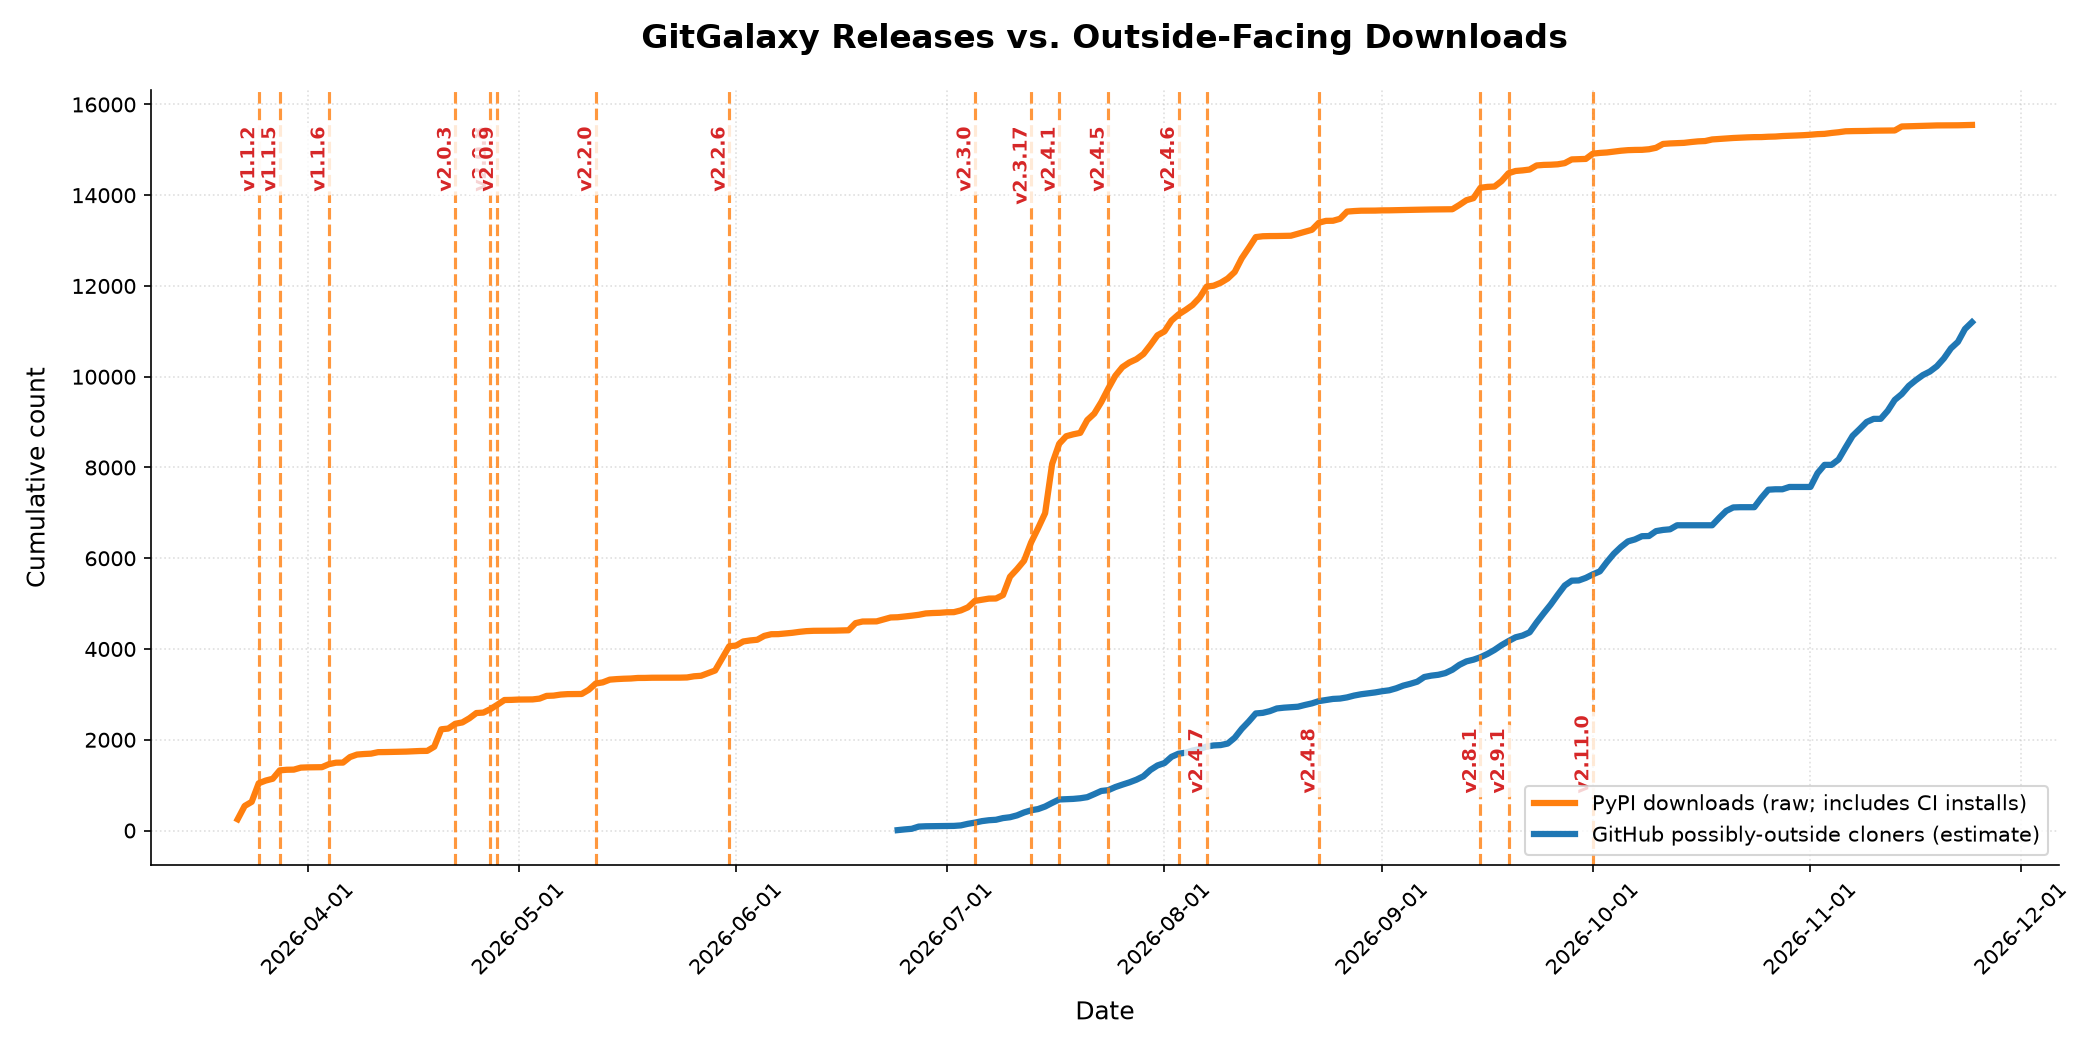 GitGalaxy Releases vs. Outside-Facing Downloads
Cumulative count
16000
14000
12000
10000
8000
6000
4000
2000
0
v1.1.2
v1.1.5
v1.1.6
v2.0.3
v2.0.9
v2.2.0
v2.2.6
v2.3.0
v2.3.17
v2.4.1
v2.4.5
v2.4.6
v2.4.7
v2.4.8
v2.8.1
v2.9.1
v2.11.0
PyPI downloads (raw; includes CI installs)
GitHub possibly-outside cloners (estimate)
2026-04-01
2026-05-01
2026-06-01
2026-07-01
2026-08-01
2026-09-01
2026-10-01
2026-11-01
2026-12-01
Date